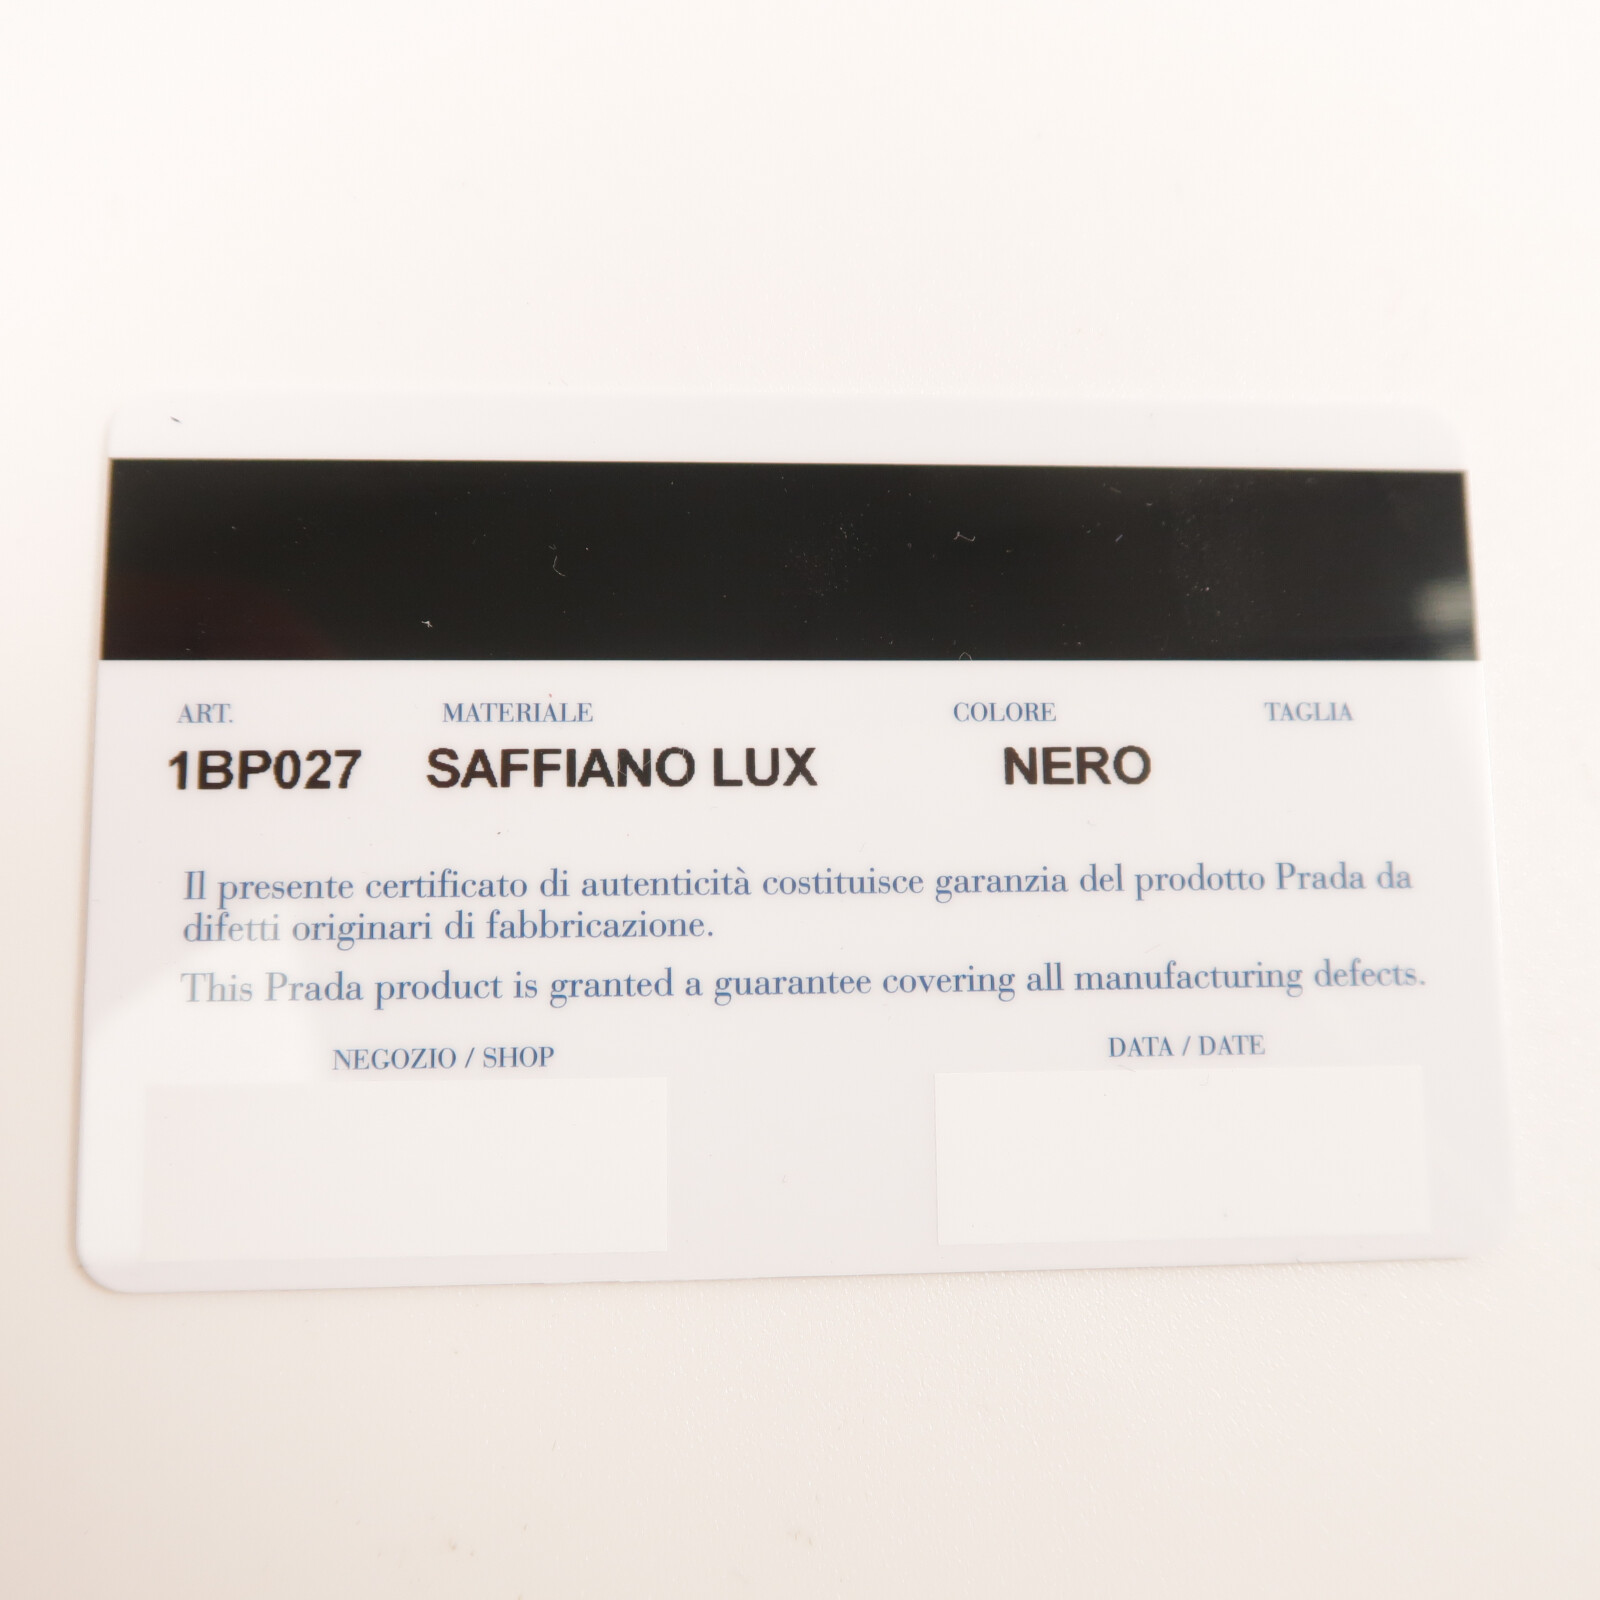 ART. MATERIALE COLORE TAGLIA
1BP027 SAFFIANO LUX NERO
Il presente certificato di autenticità costituisce garanzia del prodotto Prada da
difetti originari di fabbricazione.
This Prada product is granted a guarantee covering all manufacturing defects.
NEGOZIO / SHOP DATA / DATE